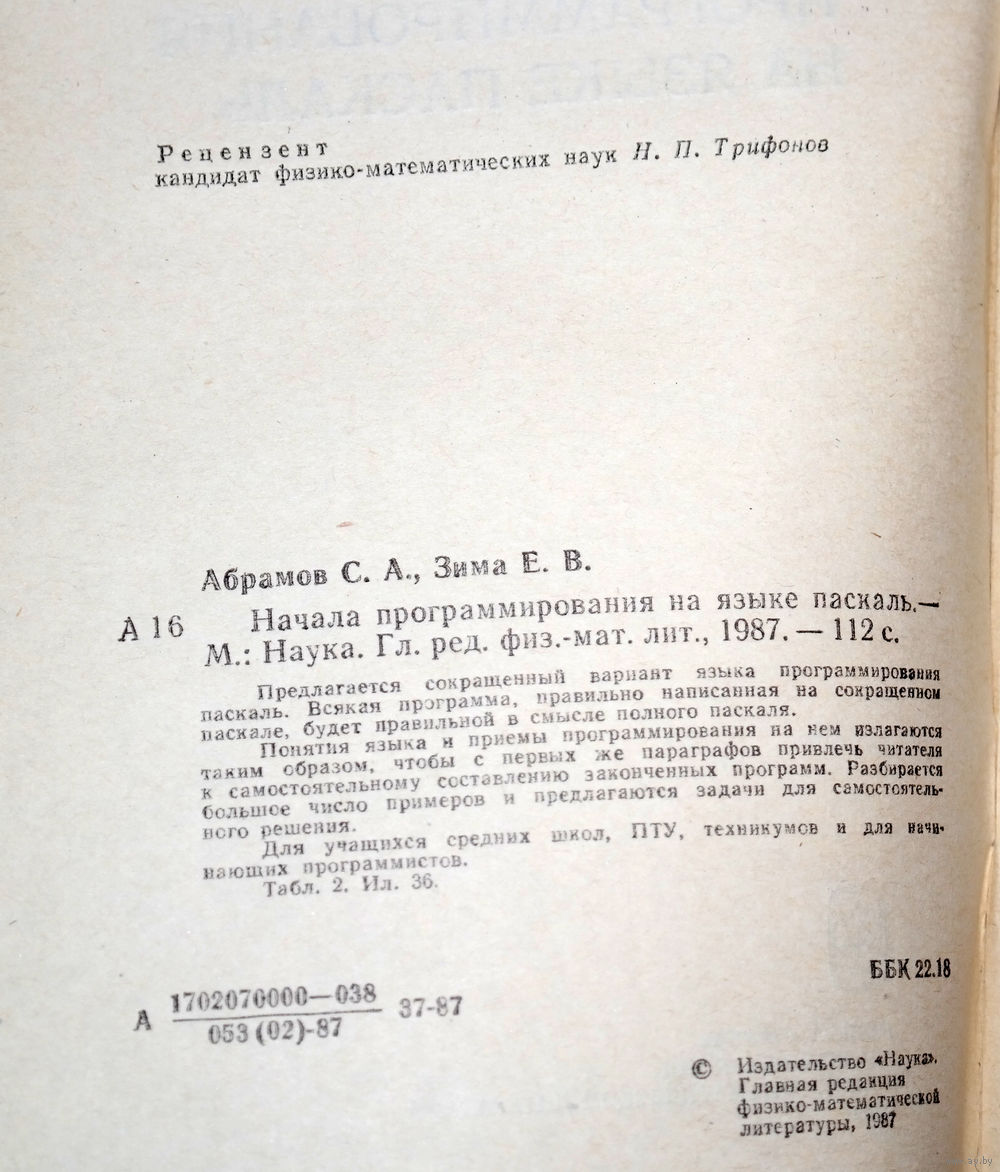 Рецензент
кандидат физико-математических наук Н. П. Трифонов
Абрамов С. А., Зима Е. В.
А 16 Начала программирования на языке паскаль.—
М.: Наука. Гл. ред. физ.-мат. лит., 1987. — 112 с.
Предлагается сокращенный вариант языка программирования
паскаль. Всякая программа, правильно написанная на сокращенном
паскале, будет правильной в смысле полного паскаля.
Понятия языка и приемы программирования на нем излагаются
таким образом, чтобы с первых же параграфов привлечь читателя
к самостоятельному составлению законченных программ. Разбирается
большое число примеров и предлагаются задачи для самостоятель-
ного решения.
Для учащихся средних школ, ПТУ, техникумов и для начи-
нающих программистов.
Табл. 2. Ил. 36.
ББК 22.18
А 1702070000—038 37-87
053 (02)-87
© Издательство «Наука».
Главная редакция
физико-математической
литературы, 1987